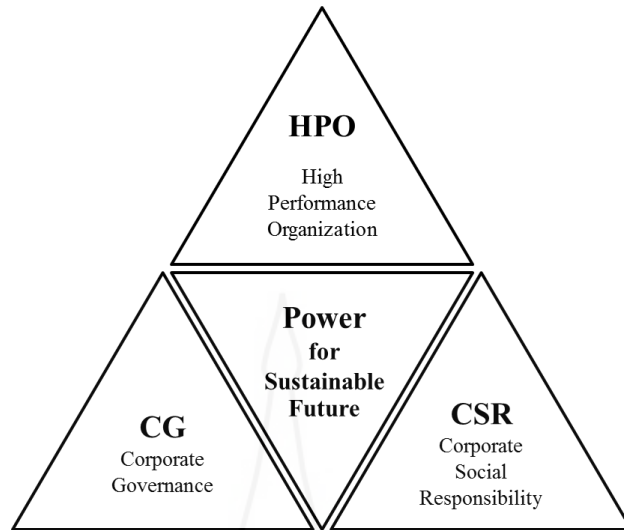 HPO
High
Performance
Organization
Power
for
Sustainable
Future
CG
Corporate
Governance
CSR
Corporate
Social
Responsibility